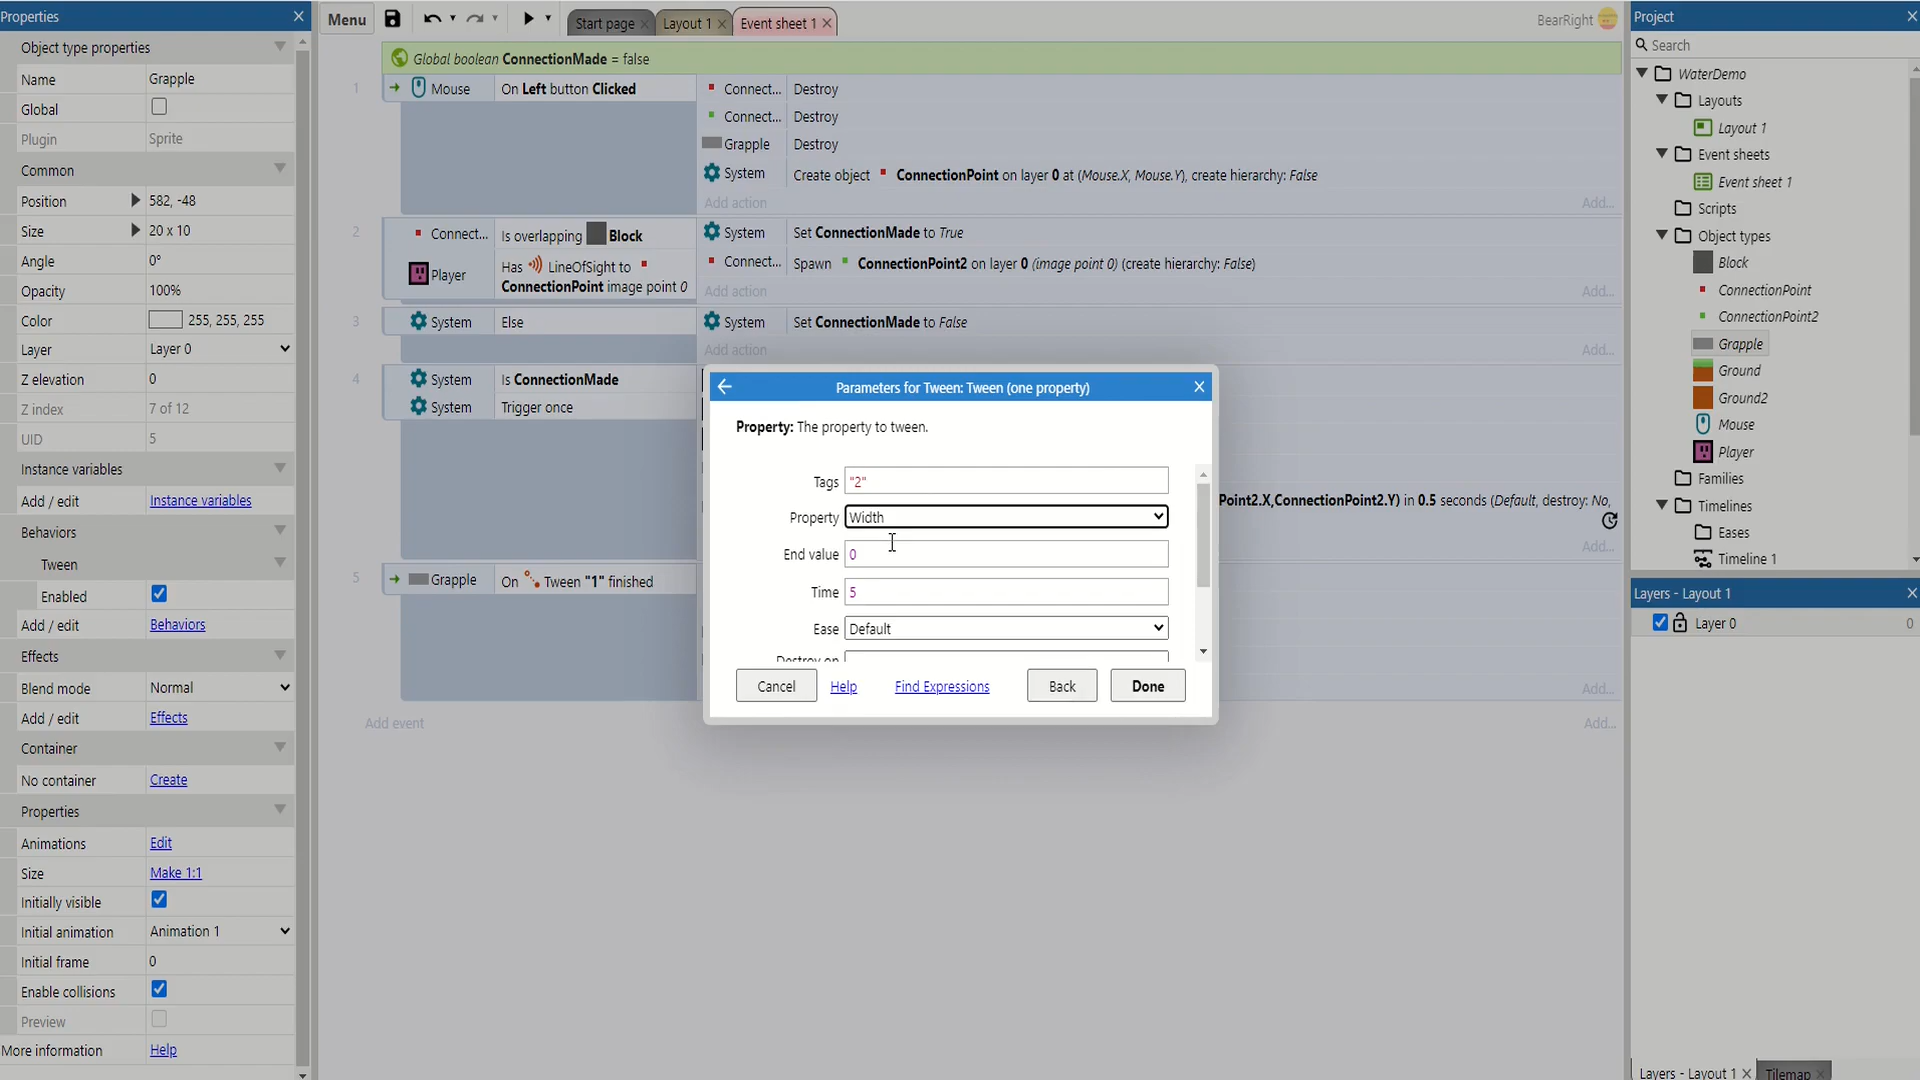 Properties
Menu
Start page
Layout 1
Event sheet 1
BearRight
Project
Object type properties
Name
Grapple
Global
Plugin
Sprite
Common
Position
582, -48
Size
20 x 10
Angle
0°
Opacity
100%
Color
255, 255, 255
Layer
Layer 0
Z elevation
0
Z index
7 of 12
UID
5
Instance variables
Add / edit
Instance variables
Behaviors
Tween
Enabled
Add / edit
Behaviors
Effects
Blend mode
Normal
Add / edit
Effects
Container
No container
Create
Properties
Animations
Edit
Size
Make 1:1
Initially visible
Initial animation
Animation 1
Initial frame
0
Enable collisions
Preview
More information
Help
Global boolean ConnectionMade = false
1
Mouse
On Left button Clicked
Connect...
Destroy
Connect...
Destroy
Grapple
Destroy
System
Create object ConnectionPoint on layer 0 at (Mouse.X, Mouse.Y), create hierarchy: False
Add action
Add...
2
Connect...
Is overlapping Block
Player
Has LineOfSight to
ConnectionPoint image point 0
System
Set ConnectionMade to True
Connect...
Spawn ConnectionPoint2 on layer 0 (image point 0) (create hierarchy: False)
Add action
Add...
3
System
Else
System
Set ConnectionMade to False
Add action
Add...
4
System
Is ConnectionMade
System
Trigger once
Point2.X,ConnectionPoint2.Y) in 0.5 seconds (Default, destroy: No,
Add...
5
Grapple
On Tween "1" finished
Add...
Add event
Add...
Parameters for Tween: Tween (one property)
Property: The property to tween.
Tags
"2"
Property
Width
End value
0
Time
5
Ease
Default
Destroy on
Cancel
Help
Find Expressions
Back
Done
Search
WaterDemo
Layouts
Layout 1
Event sheets
Event sheet 1
Scripts
Object types
Block
ConnectionPoint
ConnectionPoint2
Grapple
Ground
Ground2
Mouse
Player
Families
Timelines
Eases
Timeline 1
Layers - Layout 1
Layer 0
0
Layers - Layout 1
Tilemap